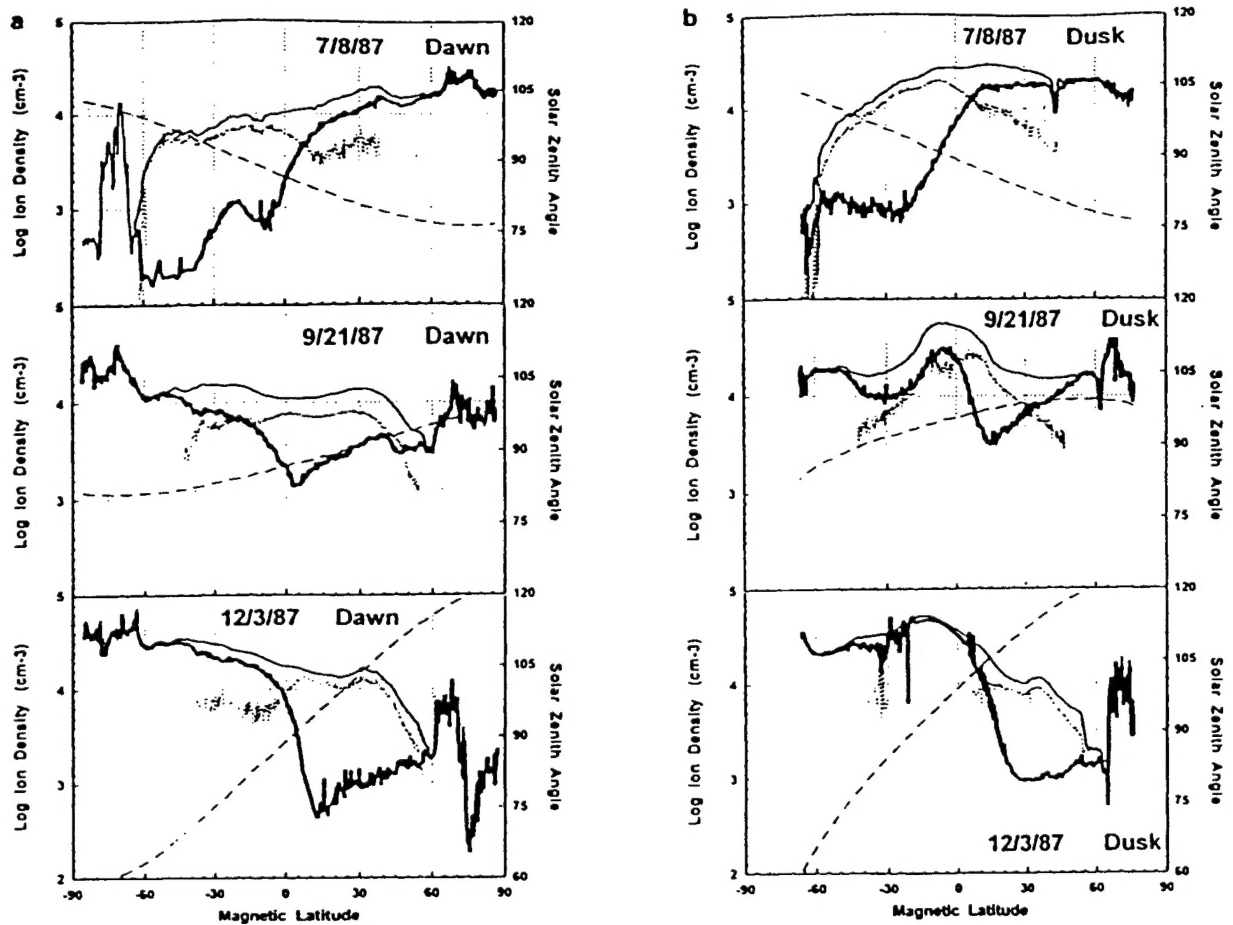 a
b
5
120
5
120
7/8/87 Dawn
7/8/87 Dusk
105
105
4
4
90
90
3
3
75
75
Log Ion Density (cm-3)
Solar Zenith Angle
Log Ion Density (cm-3)
Solar Zenith Angle
5
120
5
120
9/21/87 Dawn
9/21/87 Dusk
105
105
4
4
90
90
3
3
75
75
Log Ion Density (cm-3)
Solar Zenith Angle
Log Ion Density (cm-3)
Solar Zenith Angle
5
120
5
120
12/3/87 Dawn
105
105
4
4
90
90
3
3
75
75
12/3/87 Dusk
2
60
2
60
Log Ion Density (cm-3)
Solar Zenith Angle
Log Ion Density (cm-3)
Solar Zenith Angle
-90 -60 -30 0 30 60 90
-90 -60 -30 0 30 60 90
Magnetic Latitude
Magnetic Latitude